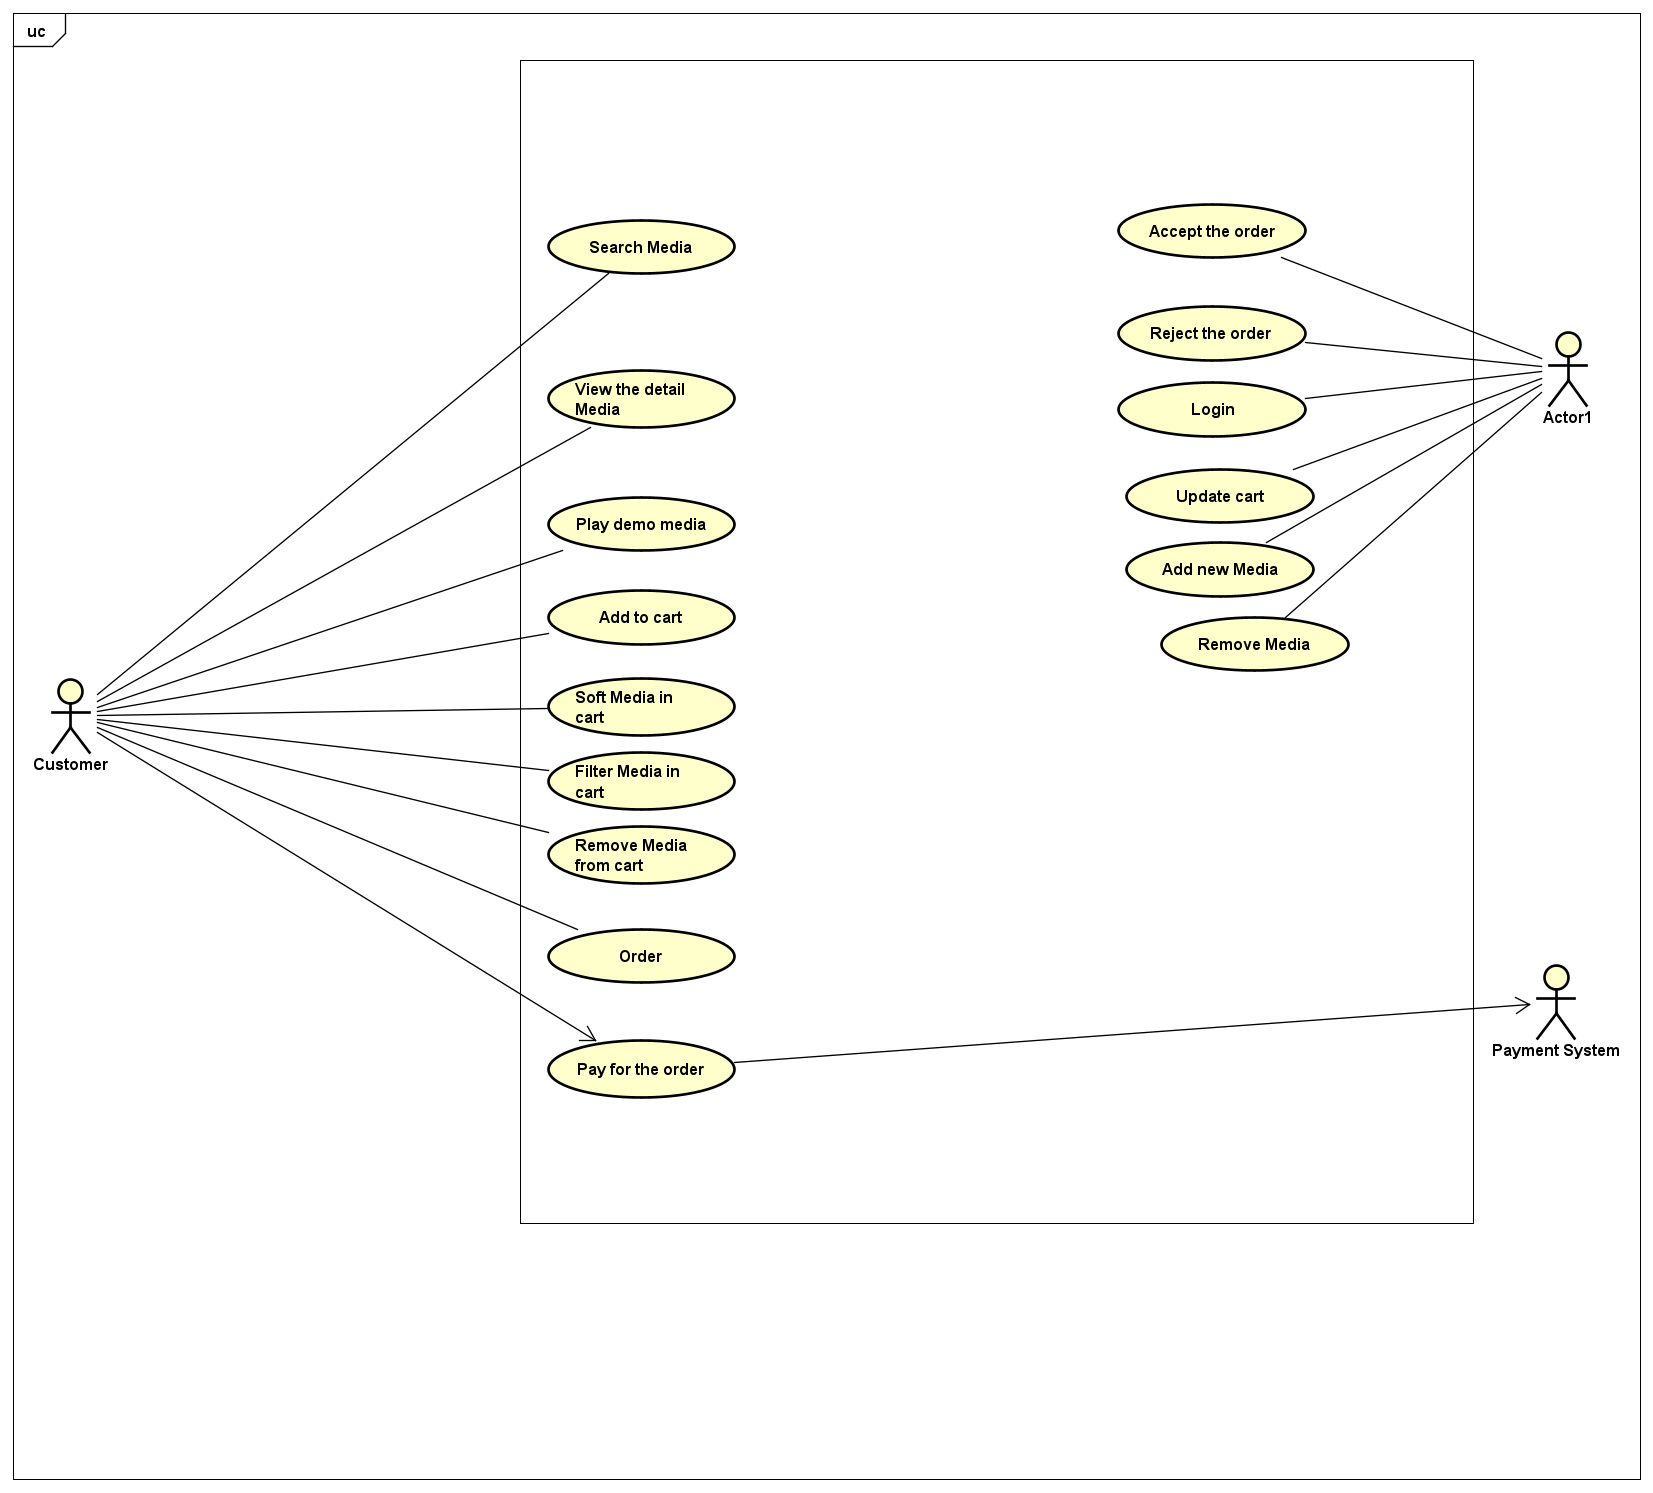 uc
Search Media
View the detail
Media
Play demo media
Add to cart
Soft Media in
cart
Filter Media in
cart
Remove Media
from cart
Order
Pay for the order
Customer
Accept the order
Reject the order
Login
Update cart
Add new Media
Remove Media
Actor1
Payment System